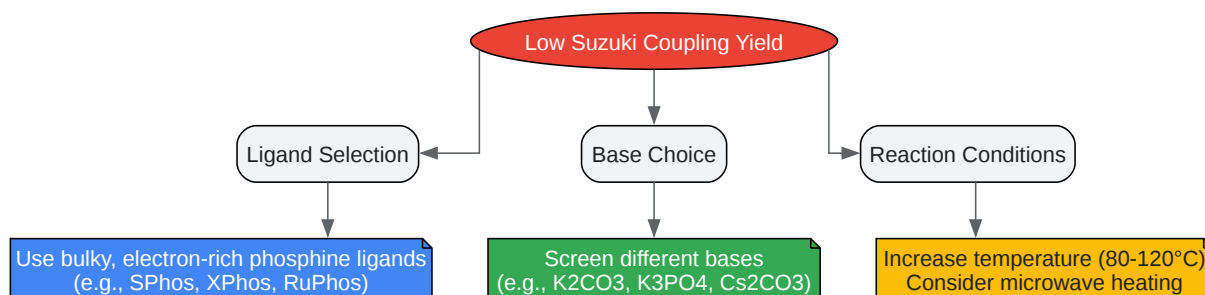 Low Suzuki Coupling Yield
Ligand Selection
Base Choice
Reaction Conditions
Use bulky, electron-rich phosphine ligands
(e.g., SPhos, XPhos, RuPhos)
Screen different bases
(e.g., K2CO3, K3PO4, Cs2CO3)
Increase temperature (80-120°C)
Consider microwave heating